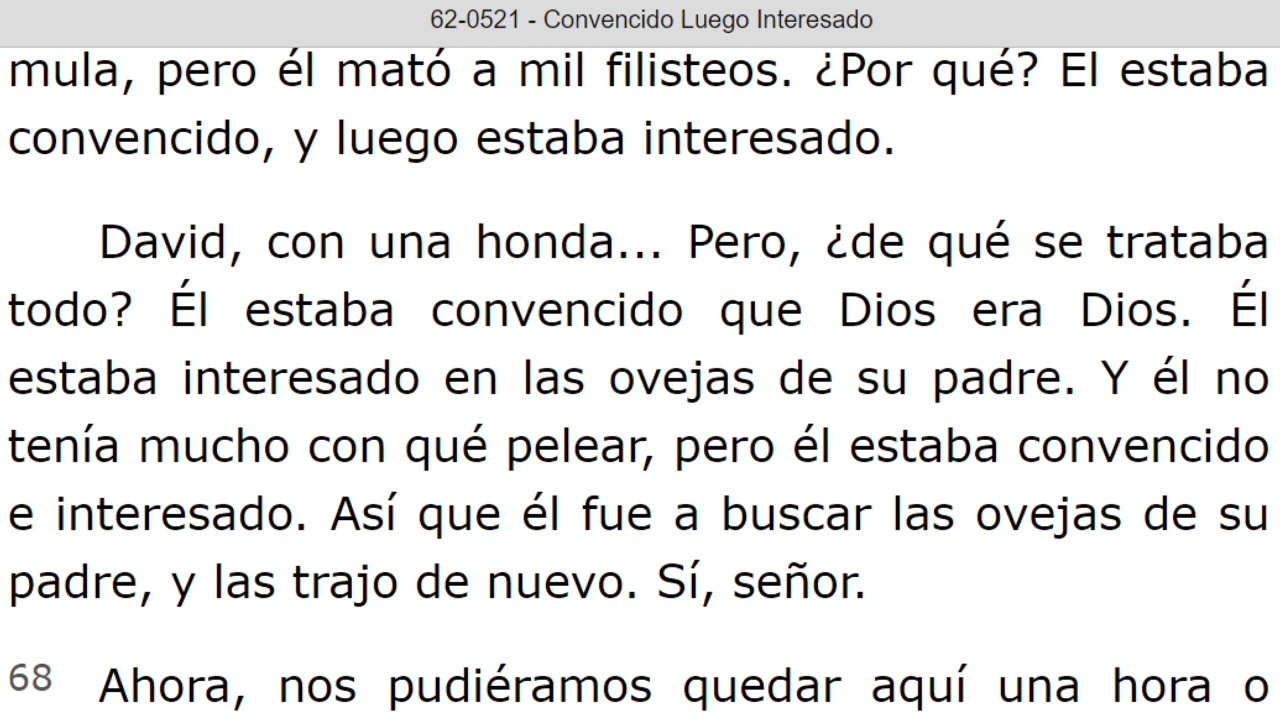 62-0521 - Convencido Luego Interesado
mula, pero él mató a mil filisteos. ¿Por qué? El estaba
convencido, y luego estaba interesado.
David, con una honda... Pero, ¿de qué se trataba
todo? Él estaba convencido que Dios era Dios. Él
estaba interesado en las ovejas de su padre. Y él no
tenía mucho con qué pelear, pero él estaba convencido
e interesado. Así que él fue a buscar las ovejas de su
padre, y las trajo de nuevo. Sí, señor.
68 Ahora, nos pudiéramos quedar aquí una hora o